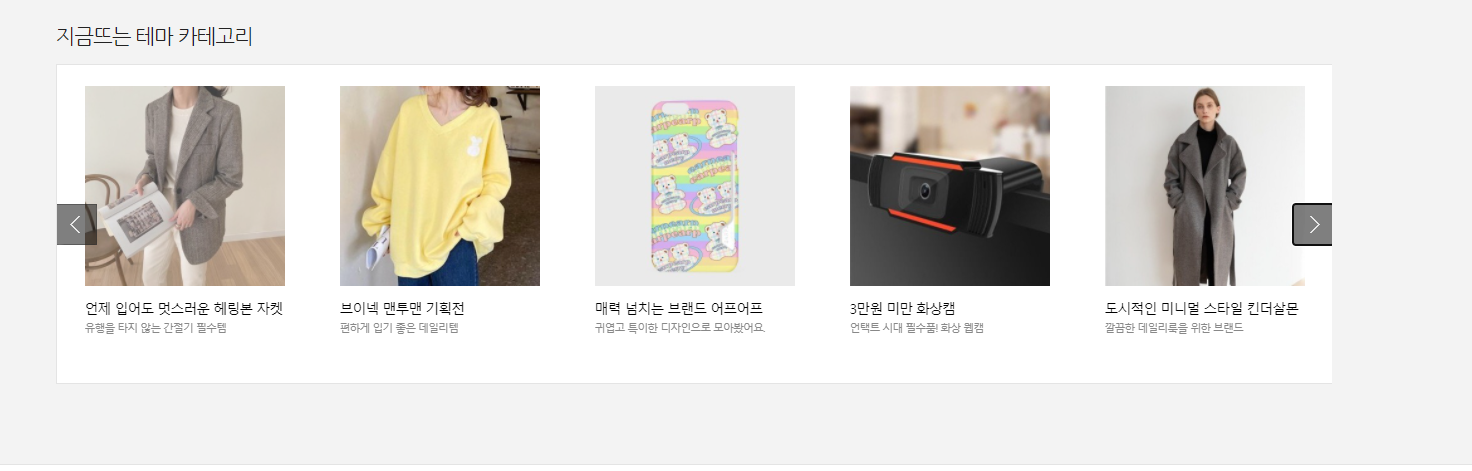 지금뜨는 테마 카테고리
언제 입어도 멋스러운 헤링본 자켓
유행을 타지 않는 간절기 필수템
브이넥 맨투맨 기획전
편하게 입기 좋은 데일리템
매력 넘치는 브랜드 어프어프
귀엽고 특이한 디자인으로 모아봤어요.
3만원 미만 화상캠
언택트 시대 필수품! 화상 웹캠
도시적인 미니멀 스타일 킨더살몬
깔끔한 데일리룩을 위한 브랜드